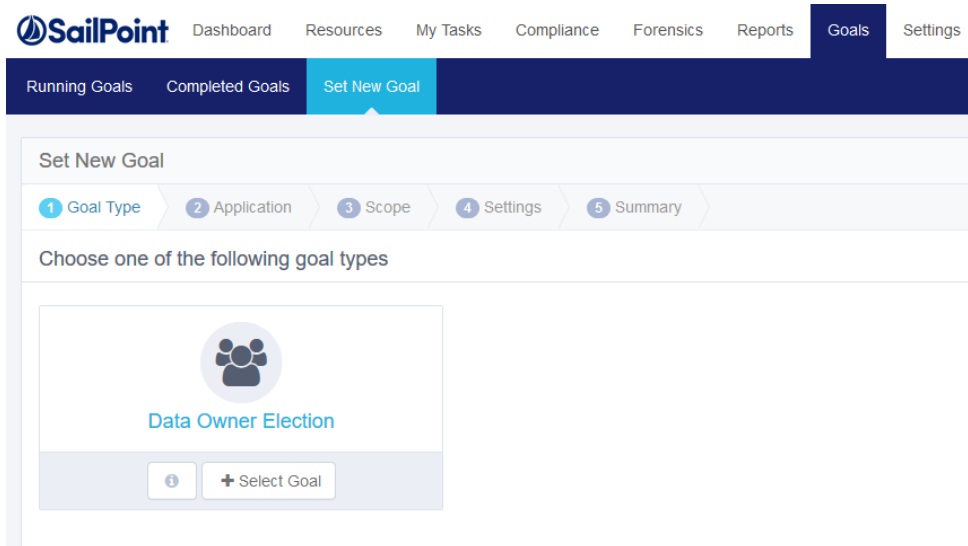 SailPoint Dashboard Resources My Tasks Compliance Forensics Reports Goals Settings
Running Goals Completed Goals Set New Goal
Set New Goal
1 Goal Type 2 Application 3 Scope 4 Settings 5 Summary
Choose one of the following goal types
Data Owner Election
i + Select Goal